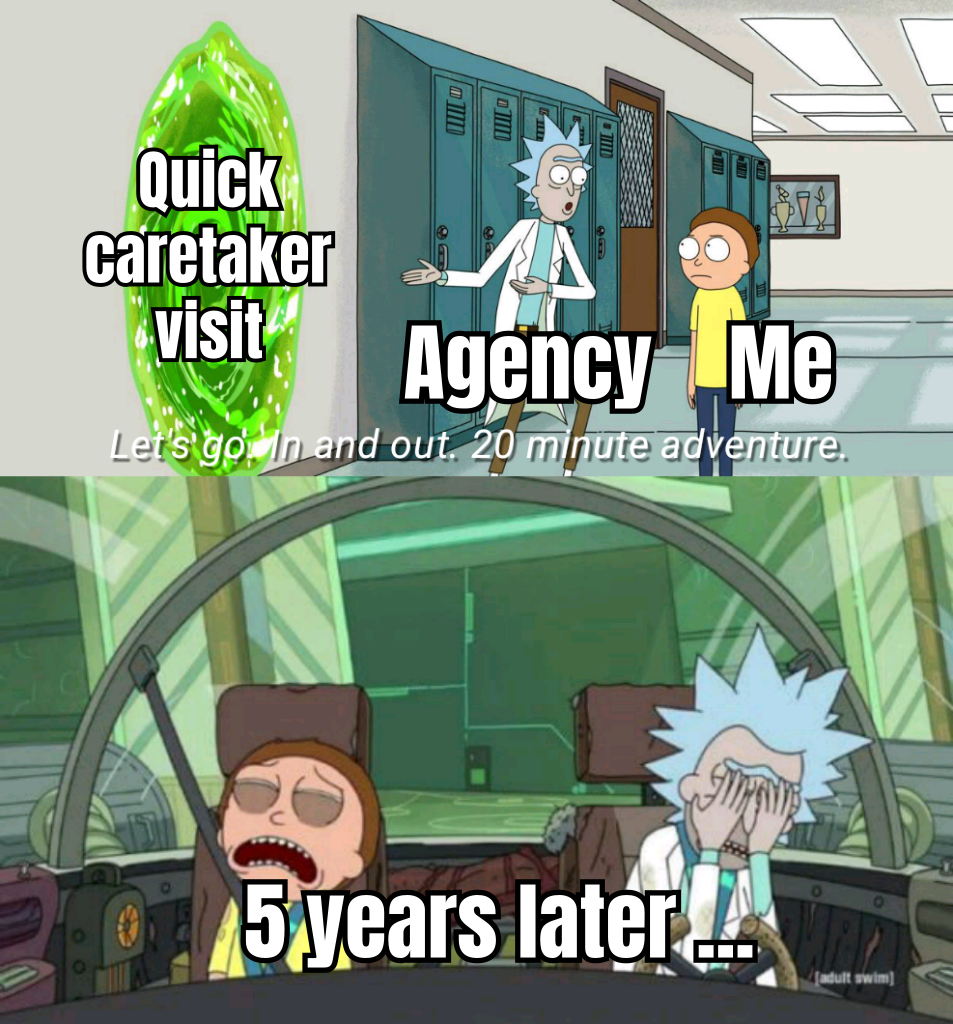 Quick
caretaker
visit
Agency Me
Let's go. In and out. 20 minute adventure.
5 years later ...
[adult swim]